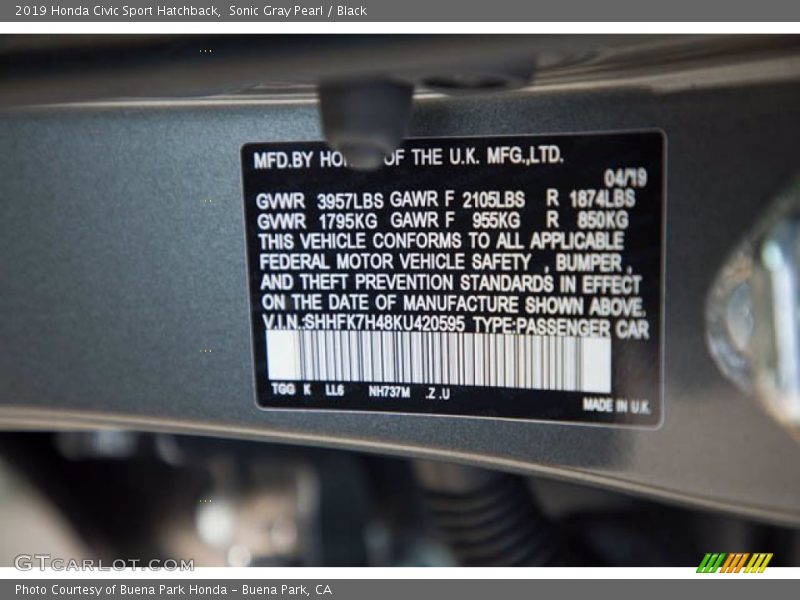 2019 Honda Civic Sport Hatchback, Sonic Gray Pearl / Black
MFD.BY HO OF THE U.K. MFG.,LTD.
04/19
GVWR 3957LBS GAWR F 2105LBS R 1874LBS
GVWR 1795KG GAWR F 955KG R 850KG
THIS VEHICLE CONFORMS TO ALL APPLICABLE
FEDERAL MOTOR VEHICLE SAFETY , BUMPER ,
AND THEFT PREVENTION STANDARDS IN EFFECT
ON THE DATE OF MANUFACTURE SHOWN ABOVE.
V.I.N.:SHHFK7H48KU420595 TYPE:PASSENGER CAR
TGG K LL6 NH737M .Z .U
MADE IN U.K.
GTCARLOT.COM
Photo Courtesy of Buena Park Honda - Buena Park, CA